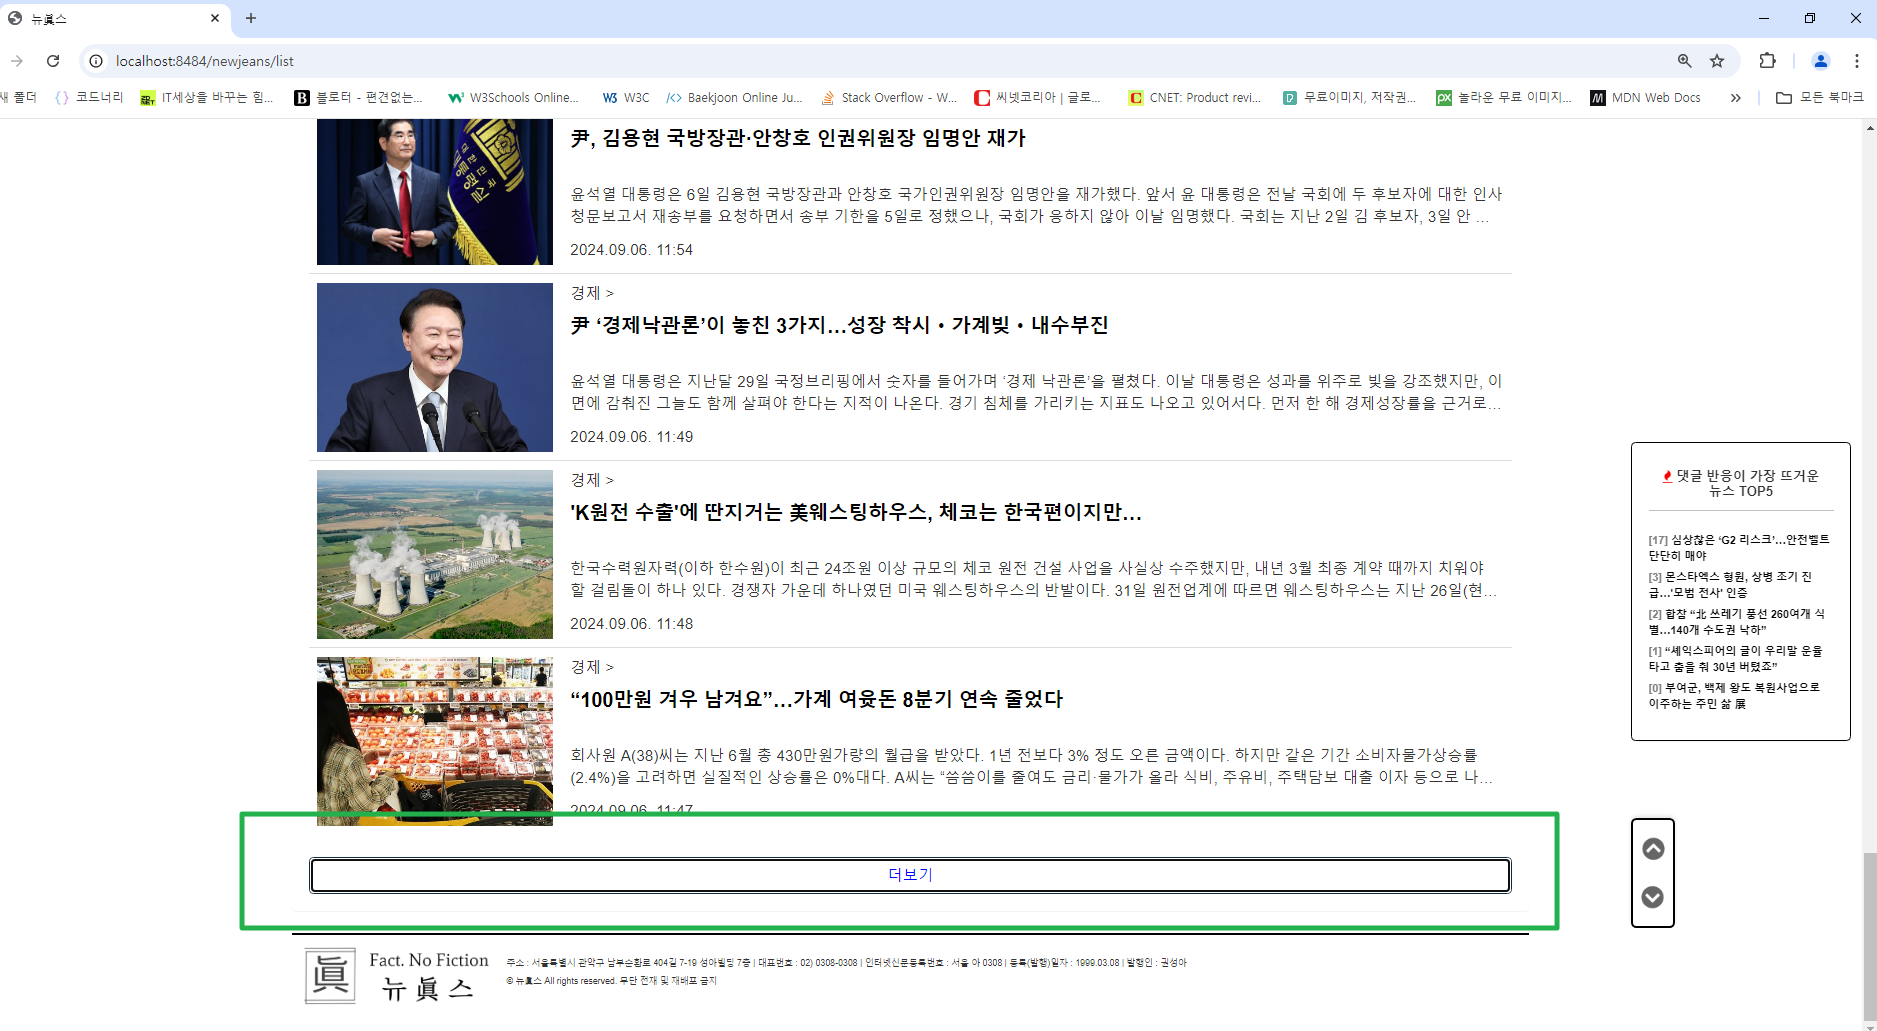 뉴眞스
localhost:8484/newjeans/list
새 폴더
코드너리
IT세상을 바꾸는 힘...
블로터 - 편견없는...
W3Schools Online...
W3C
Baekjoon Online Ju...
Stack Overflow - W...
씨넷코리아 | 글로...
CNET: Product revi...
무료이미지, 저작권...
놀라운 무료 이미지...
MDN Web Docs
모든 북마크
尹, 김용현 국방장관·안창호 인권위원장 임명안 재가
윤석열 대통령은 6일 김용현 국방장관과 안창호 국가인권위원장 임명안을 재가했다. 앞서 윤 대통령은 전날 국회에 두 후보자에 대한 인사
청문보고서 재송부를 요청하면서 송부 기한을 5일로 정했으나, 국회가 응하지 않아 이날 임명했다. 국회는 지난 2일 김 후보자, 3일 안 ...
2024.09.06. 11:54
경제 >
尹 ‘경제낙관론’이 놓친 3가지…성장 착시・가계빚・내수부진
윤석열 대통령은 지난달 29일 국정브리핑에서 숫자를 들어가며 ‘경제 낙관론’을 펼쳤다. 이날 대통령은 성과를 위주로 빛을 강조했지만, 이
면에 감춰진 그늘도 함께 살펴야 한다는 지적이 나온다. 경기 침체를 가리키는 지표도 나오고 있어서다. 먼저 한 해 경제성장률을 근거로...
2024.09.06. 11:49
경제 >
'K원전 수출'에 딴지거는 美웨스팅하우스, 체코는 한국편이지만…
한국수력원자력(이하 한수원)이 최근 24조원 이상 규모의 체코 원전 건설 사업을 사실상 수주했지만, 내년 3월 최종 계약 때까지 치워야
할 걸림돌이 하나 있다. 경쟁자 가운데 하나였던 미국 웨스팅하우스의 반발이다. 31일 원전업계에 따르면 웨스팅하우스는 지난 26일(현...
2024.09.06. 11:48
경제 >
“100만원 겨우 남겨요”…가계 여윳돈 8분기 연속 줄었다
회사원 A(38)씨는 지난 6월 총 430만원가량의 월급을 받았다. 1년 전보다 3% 정도 오른 금액이다. 하지만 같은 기간 소비자물가상승률
(2.4%)을 고려하면 실질적인 상승률은 0%대다. A씨는 “씀씀이를 줄여도 금리·물가가 올라 식비, 주유비, 주택담보 대출 이자 등으로 나...
2024.09.06. 11:47
더보기
댓글 반응이 가장 뜨거운
뉴스 TOP5
[17] 심상찮은 ‘G2 리스크’…안전벨트
단단히 매야
[3] 몬스타엑스 형원, 상병 조기 진
급…'모범 전사' 인증
[2] 합참 “北 쓰레기 풍선 260여개 식
별…140개 수도권 낙하”
[1] “셰익스피어의 글이 우리말 운율
타고 춤을 춰 30년 버텼죠”
[0] 부여군, 백제 왕도 복원사업으로
이주하는 주민 삶 展
眞
Fact. No Fiction
뉴眞스
주소 : 서울특별시 관악구 남부순환로 404길 7-19 성아빌딩 7층 | 대표번호 : 02) 0308-0308 | 인터넷신문등록번호 : 서울 아 0308 | 등록(발행)일자 : 1999.03.08 | 발행인 : 권성아
© 뉴眞스 All rights reserved. 무단 전재 및 재배포 금지